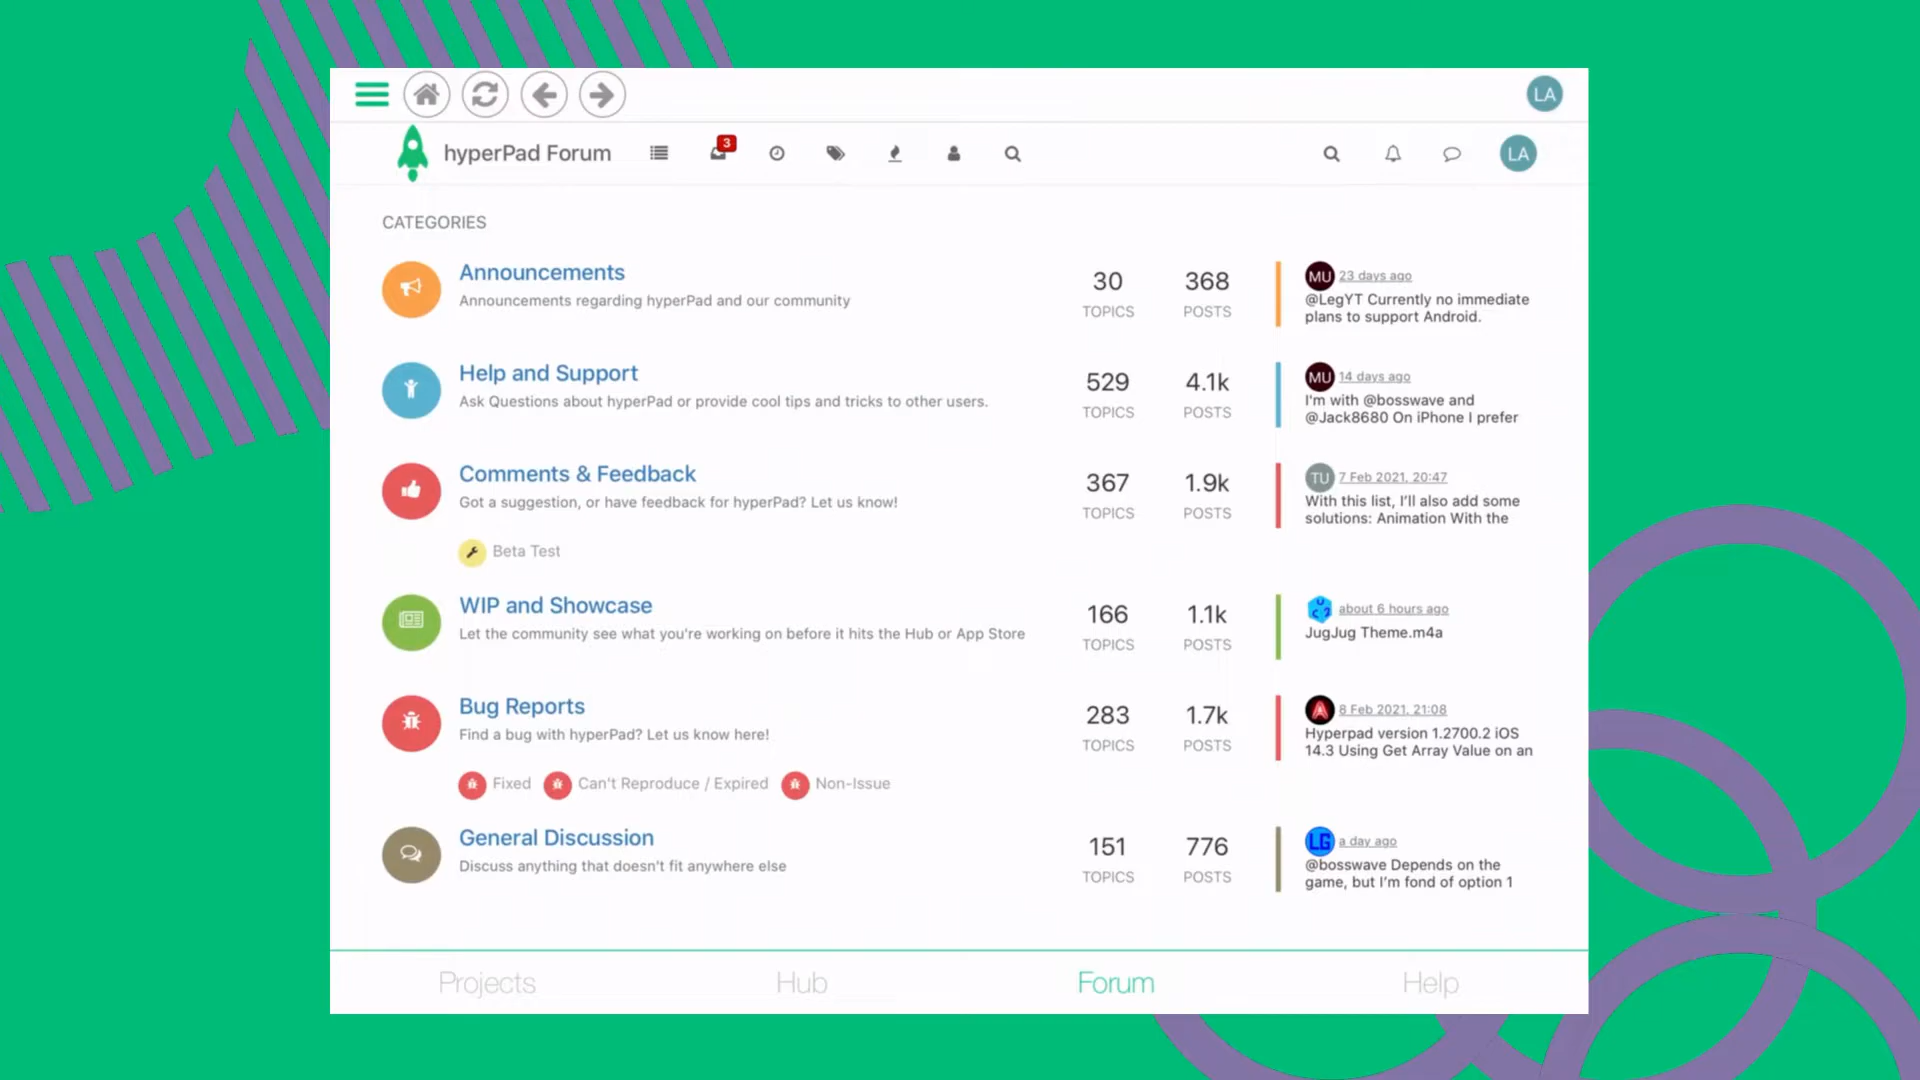 LA
hyperPad Forum
3
LA
CATEGORIES
Announcements
Announcements regarding hyperPad and our community
30
TOPICS
368
POSTS
MU 23 days ago
@LegYT Currently no immediate
plans to support Android.
Help and Support
Ask Questions about hyperPad or provide cool tips and tricks to other users.
529
TOPICS
4.1k
POSTS
MU 14 days ago
I'm with @bosswave and
@Jack8680 On iPhone I prefer
Comments & Feedback
Got a suggestion, or have feedback for hyperPad? Let us know!
Beta Test
367
TOPICS
1.9k
POSTS
TU 7 Feb 2021, 20:47
With this list, I'll also add some
solutions: Animation With the
WIP and Showcase
Let the community see what you're working on before it hits the Hub or App Store
166
TOPICS
1.1k
POSTS
about 6 hours ago
JugJug Theme.m4a
Bug Reports
Find a bug with hyperPad? Let us know here!
Fixed Can't Reproduce / Expired Non-Issue
283
TOPICS
1.7k
POSTS
8 Feb 2021, 21:08
Hyperpad version 1.2700.2 iOS
14.3 Using Get Array Value on an
General Discussion
Discuss anything that doesn't fit anywhere else
151
TOPICS
776
POSTS
LG a day ago
@bosswave Depends on the
game, but I'm fond of option 1
Projects Hub Forum Help